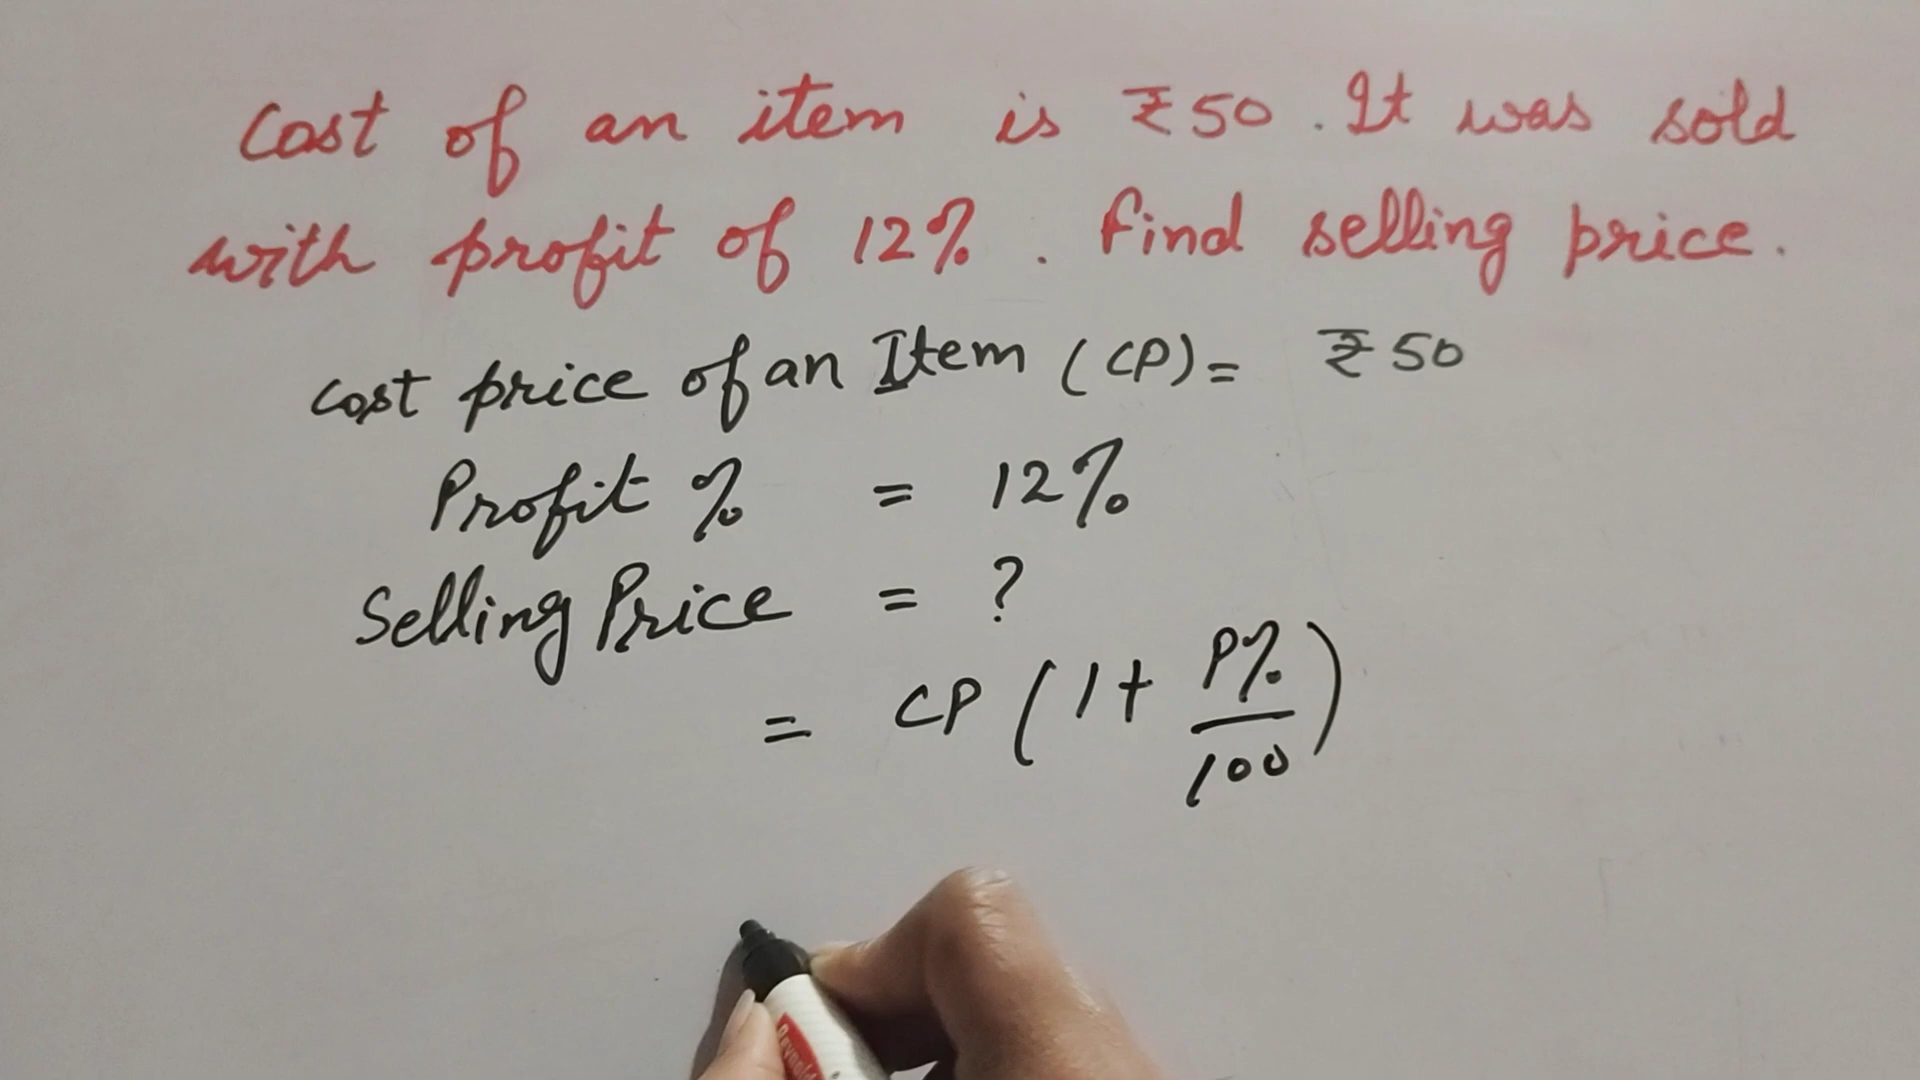 Cost of an item is ₹50. It was sold
with profit of 12%. Find selling price.
Cost price of an Item (CP) = ₹50
Profit % = 12%
Selling Price = ?
= CP (1 + P%/100)